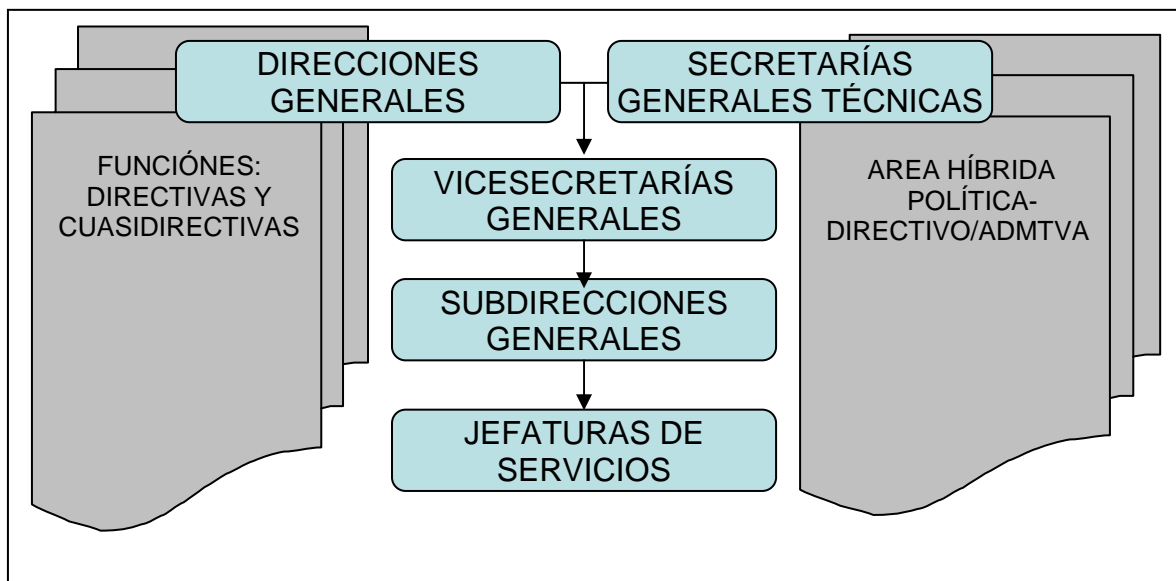 DIRECCIONES
GENERALES
SECRETARÍAS
GENERALES TÉCNICAS
FUNCIÓNES:
DIRECTIVAS Y
CUASIDIRECTIVAS
VICESECRETARÍAS
GENERALES
AREA HÍBRIDA
POLÍTICA-
DIRECTIVO/ADMTVA
SUBDIRECCIONES
GENERALES
JEFATURAS DE
SERVICIOS